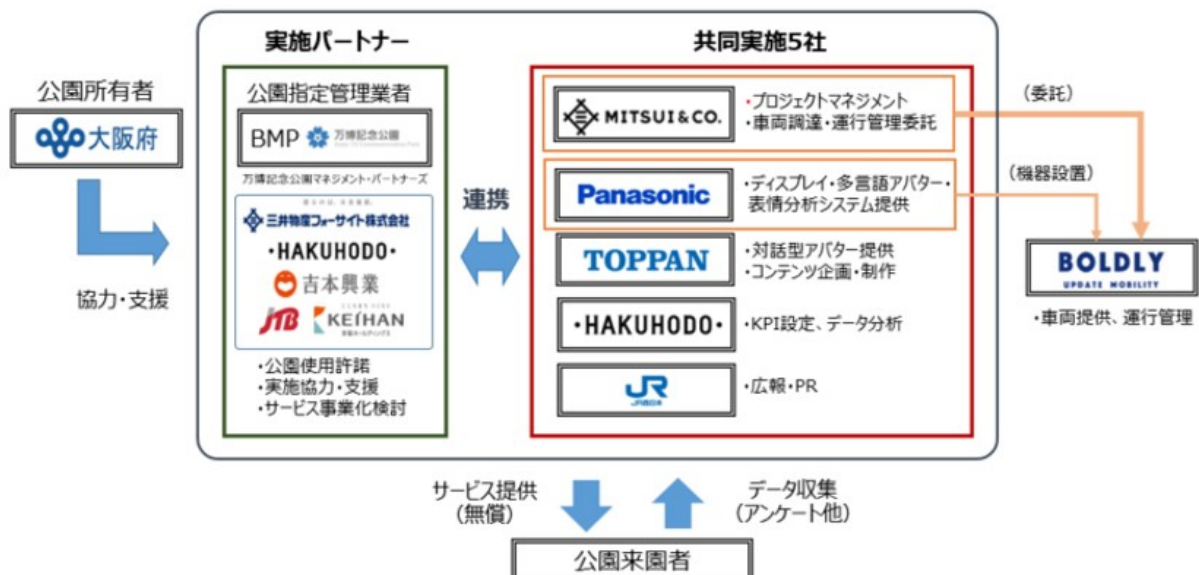 実施パートナー
共同実施5社
公園所有者
大阪府
協力・支援
公園指定管理業者
BMP 万博記念公園
万博記念公園マネジメント・パートナーズ
三井物産フォーサイト株式会社
・HAKUHODO・
吉本興業
JTB KEIHAN
・公園使用許諾
・実施協力・支援
・サービス事業化検討
連携
MITSUI & CO.
・プロジェクトマネジメント
・車両調達・運行管理委託
Panasonic
・ディスプレイ・多言語アバター・
表情分析システム提供
TOPPAN
・対話型アバター提供
・コンテンツ企画・制作
・HAKUHODO・
・KPI設定、データ分析
JR
JR西日本
・広報・PR
（委託）
（機器設置）
BOLDLY
UPDATE MOBILITY
・車両提供、運行管理
サービス提供
（無償）
データ収集
（アンケート他）
公園来園者